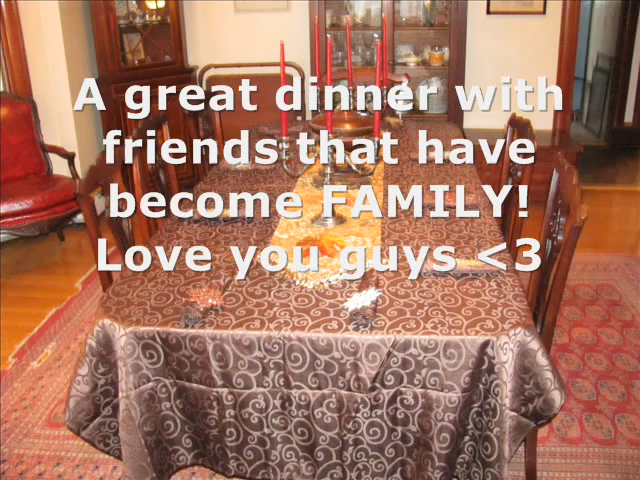 A great dinner with
friends that have
become FAMILY!
Love you guys <3